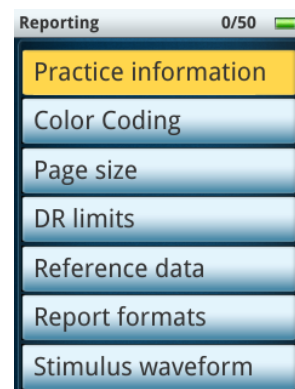 Reporting 0/50
Practice information
Color Coding
Page size
DR limits
Reference data
Report formats
Stimulus waveform